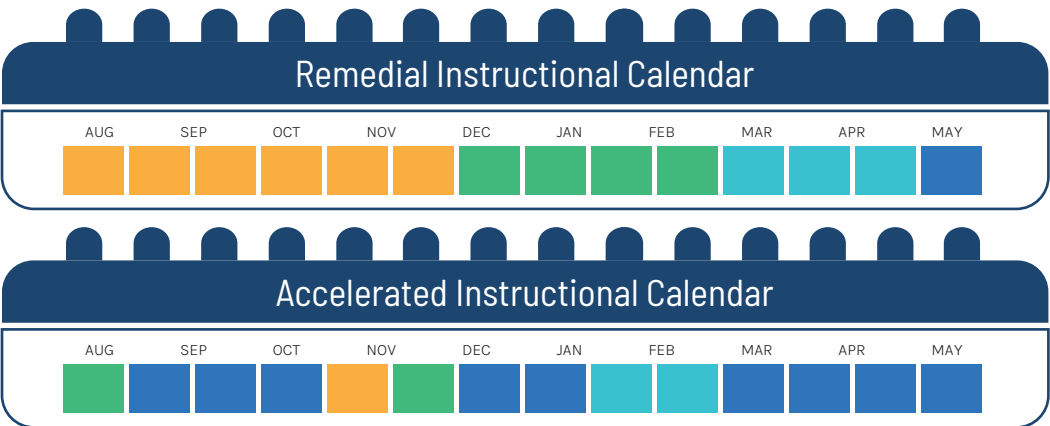 Remedial Instructional Calendar
AUG SEP OCT NOV DEC JAN FEB MAR APR MAY
Accelerated Instructional Calendar
AUG SEP OCT NOV DEC JAN FEB MAR APR MAY